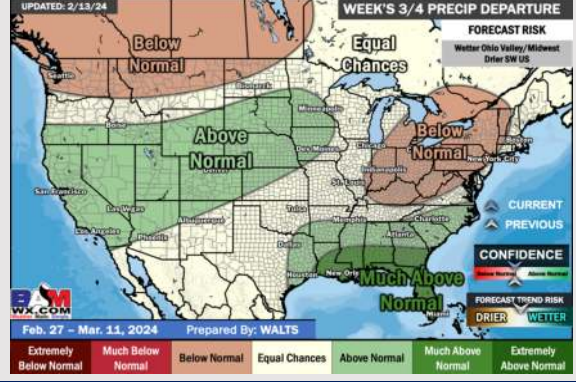 UPDATED: 2/13/24
WEEK'S 3/4 PRECIP DEPARTURE
FORECAST RISK
Wetter Ohio Valley/Midwest
Drier SW US
Below
Normal
Equal
Chances
Seattle
Bismarck
Minneapolis
Boise
Above
Normal
Denver
Des Moines
Chicago
Below
Normal
Boston
New York City
Indianapolis
St. Louis
San Francisco
Las Vegas
Los Angeles
Phoenix
Albuquerque
Tulsa
Memphis
Charlotte
Atlanta
Dallas
Houston
New Orl
Much Above
Normal
Miami
CURRENT
PREVIOUS
CONFIDENCE
Below Normal
Above Normal
FORECAST TREND RISK
DRIER
WETTER
BAM
WX.COM
Feb. 27 – Mar. 11, 2024
Prepared By: WALTS
Extremely
Below Normal
Much Below
Normal
Below Normal
Equal Chances
Above Normal
Much Above
Normal
Extremely
Above Normal